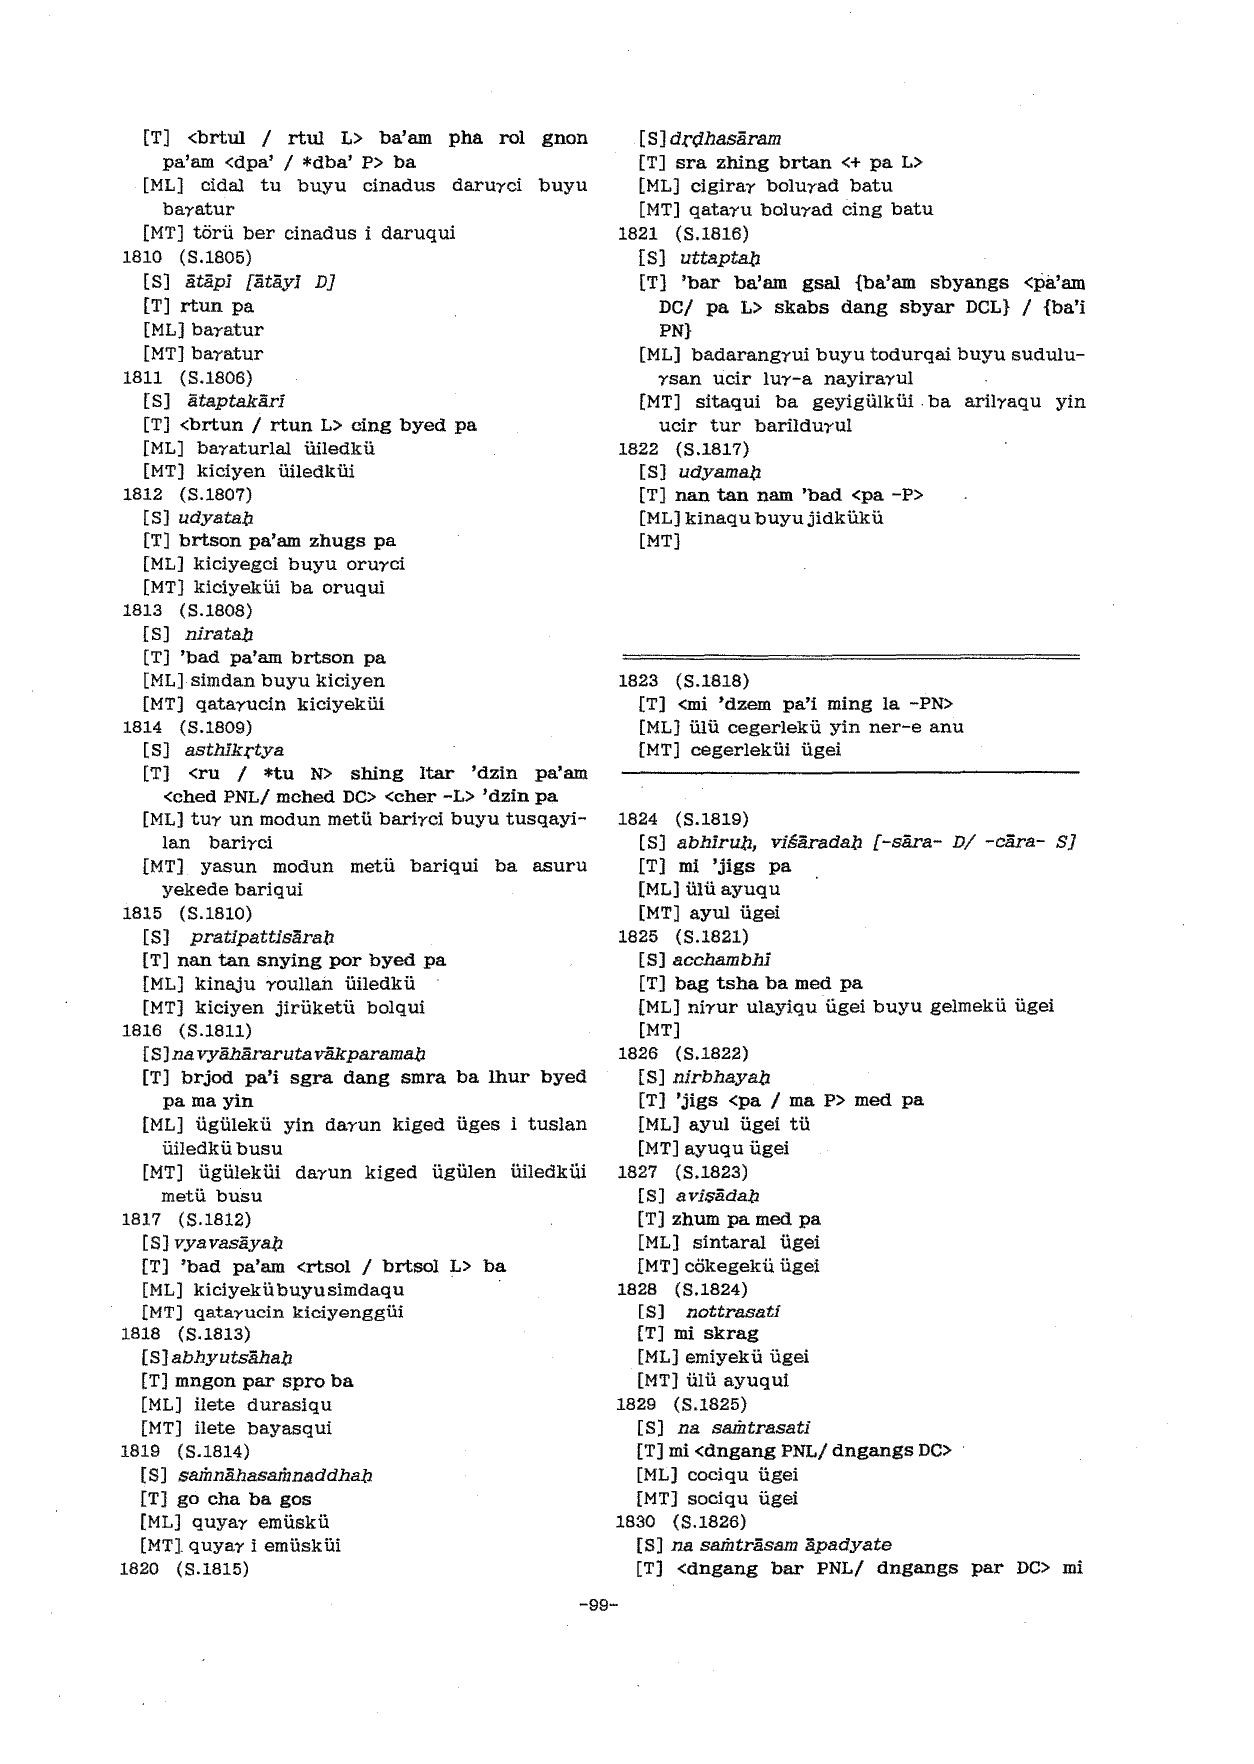 [T] <brtul / rtul L> ba'am pha rol gnon
pa'am <dpa' / *dba' P> ba
[ML] cidal tu buyu cinadus daruγci buyu
baγatur
[MT] törü ber cinadus i daruqui
1810 (S.1805)
[S] ātāpī [ātāyī D]
[T] rtun pa
[ML] baγatur
[MT] baγatur
1811 (S.1806)
[S] ātaptakārī
[T] <brtun / rtun L> cing byed pa
[ML] baγaturlal üiledkü
[MT] kiciyen üiledküi
1812 (S.1807)
[S] udyataḥ
[T] brtson pa'am zhugs pa
[ML] kiciyegci buyu oruγci
[MT] kiciyeküi ba oruqui
1813 (S.1808)
[S] nirataḥ
[T] 'bad pa'am brtson pa
[ML] simdan buyu kiciyen
[MT] qataγucin kiciyeküi
1814 (S.1809)
[S] asthīkṛtya
[T] <ru / *tu N> shing ltar 'dzin pa'am
<ched PNL/ mched DC> <cher -L> 'dzin pa
[ML] tuγ un modun metü bariγci buyu tusqayi-
lan bariγci
[MT] yasun modun metü bariqui ba asuru
yekede bariqui
1815 (S.1810)
[S] pratipattisāraḥ
[T] nan tan snying por byed pa
[ML] kinaju γoullan üiledkü
[MT] kiciyen jirüketü bolqui
1816 (S.1811)
[S] na vyāhāraruta vākparamaḥ
[T] brjod pa'i sgra dang smra ba lhur byed
pa ma yin
[ML] ügülekü yin daγun kiged üges i tuslan
üiledkü busu
[MT] ügüleküi daγun kiged ügülen üiledküi
metü busu
1817 (S.1812)
[S] vyavasāyaḥ
[T] 'bad pa'am <rtsol / brtsol L> ba
[ML] kiciyekü buyu simdaqu
[MT] qataγucin kiciyenggüi
1818 (S.1813)
[S] abhyutsāhaḥ
[T] mngon par spro ba
[ML] ilete durasiqu
[MT] ilete bayasqui
1819 (S.1814)
[S] saṁnāhasaṁnaddhaḥ
[T] go cha ba gos
[ML] quyaγ emüskü
[MT] quyaγ i emüsküi
1820 (S.1815)
[S] dṛḍhasāram
[T] sra zhing brtan <+ pa L>
[ML] cigiraγ boluγad batu
[MT] qataγu boluγad cing batu
1821 (S.1816)
[S] uttaptaḥ
[T] 'bar ba'am gsal {ba'am sbyangs <pa'am
DC/ pa L> skabs dang sbyar DCL} / {ba'i
PN}
[ML] badarangγui buyu todurqai buyu sudulu-
γsan ucir luγ-a nayiraγul
[MT] sitaqui ba geyigülküi ba arilγaqu yin
ucir tur barilduγul
1822 (S.1817)
[S] udyamaḥ
[T] nan tan nam 'bad <pa -P>
[ML] kinaqu buyu jidkükü
[MT]
1823 (S.1818)
[T] <mi 'dzem pa'i ming la -PN>
[ML] ülü cegerlekü yin ner-e anu
[MT] cegerleküi ügei
1824 (S.1819)
[S] abhīruḥ, viśāradaḥ [-sāra- D/ -cāra- S]
[T] mi 'jigs pa
[ML] ülü ayuqu
[MT] ayul ügei
1825 (S.1821)
[S] acchambhī
[T] bag tsha ba med pa
[ML] niγur ulayiqu ügei buyu gelmekü ügei
[MT]
1826 (S.1822)
[S] nirbhayaḥ
[T] 'jigs <pa / ma P> med pa
[ML] ayul ügei tü
[MT] ayuqu ügei
1827 (S.1823)
[S] aviṣādaḥ
[T] zhum pa med pa
[ML] sintaral ügei
[MT] cökegekü ügei
1828 (S.1824)
[S] nottrasati
[T] mi skrag
[ML] emiyekü ügei
[MT] ülü ayuqui
1829 (S.1825)
[S] na saṁtrasati
[T] mi <dngang PNL/ dngangs DC>
[ML] cociqu ügei
[MT] sociqu ügei
1830 (S.1826)
[S] na saṁtrāsam āpadyate
[T] <dngang bar PNL/ dngangs par DC> mi
-99-